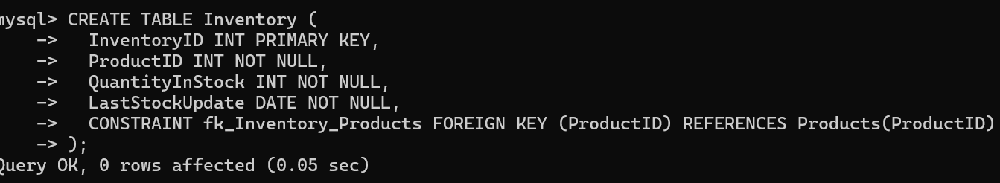 mysql> CREATE TABLE Inventory (
    ->   InventoryID INT PRIMARY KEY,
    ->   ProductID INT NOT NULL,
    ->   QuantityInStock INT NOT NULL,
    ->   LastStockUpdate DATE NOT NULL,
    ->   CONSTRAINT fk_Inventory_Products FOREIGN KEY (ProductID) REFERENCES Products(ProductID)
    -> );
Query OK, 0 rows affected (0.05 sec)